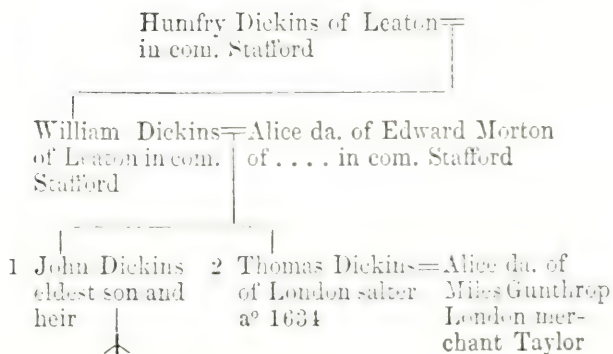 Humfry Dickins of Leaton
in com. Stafford
William Dickins=Alice da. of Edward Morton
of Leaton in com. of . . . . in com. Stafford
Stafford
1 John Dickins 2 Thomas Dickins=Alice da. of
eldest son and of London salter Miles Gunthrop
heir aº 1634 London mer-
chant Taylor